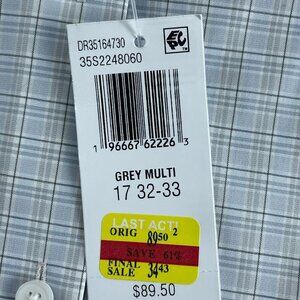 DR35164730
35S2248060
1 96667 62226 3
GREY MULTI
17 32-33
LAST ACT!
ORIG 89 50 2
SAVE 61%
FINAL
SALE 34 43
$89.50